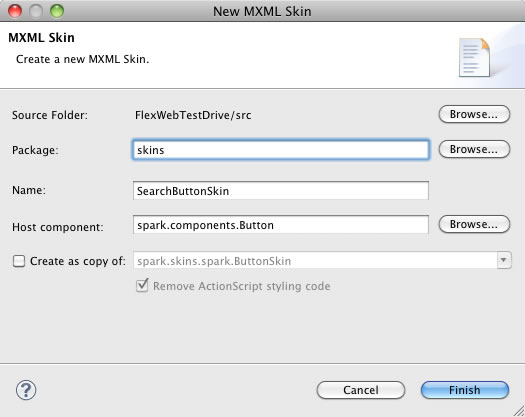 New MXML Skin
MXML Skin
Create a new MXML Skin.
Source Folder: FlexWebTestDrive/src Browse...
Package: skins Browse...
Name: SearchButtonSkin
Host component: spark.components.Button Browse...
Create as copy of: spark.skins.spark.ButtonSkin
Remove ActionScript styling code
? Cancel Finish